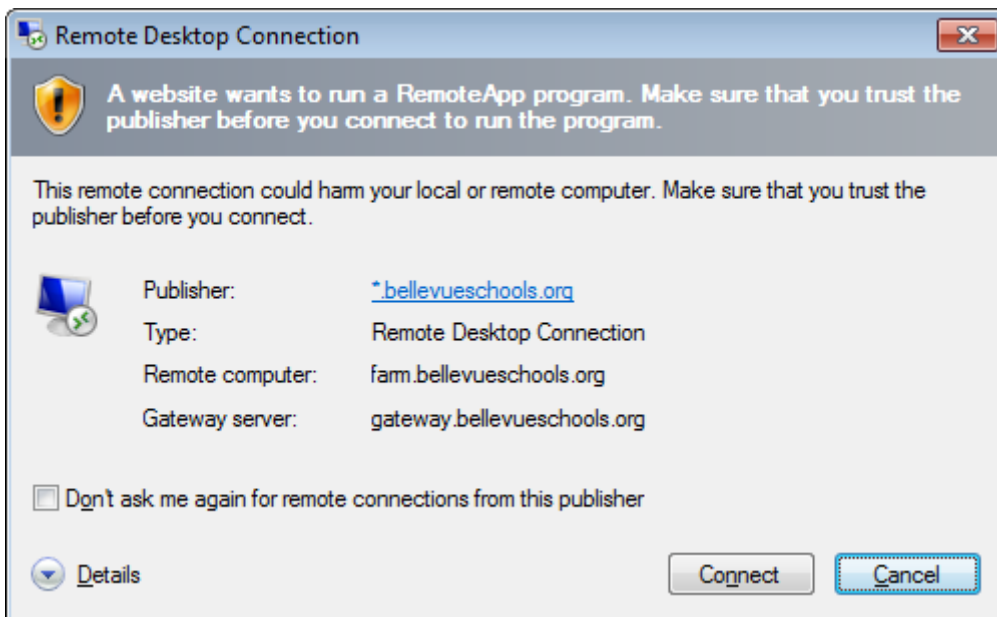 Remote Desktop Connection
A website wants to run a RemoteApp program. Make sure that you trust the
publisher before you connect to run the program.
This remote connection could harm your local or remote computer. Make sure that you trust the
publisher before you connect.
Publisher: *.bellevueschools.org
Type: Remote Desktop Connection
Remote computer: farm.bellevueschools.org
Gateway server: gateway.bellevueschools.org
Don't ask me again for remote connections from this publisher
Details Connect Cancel